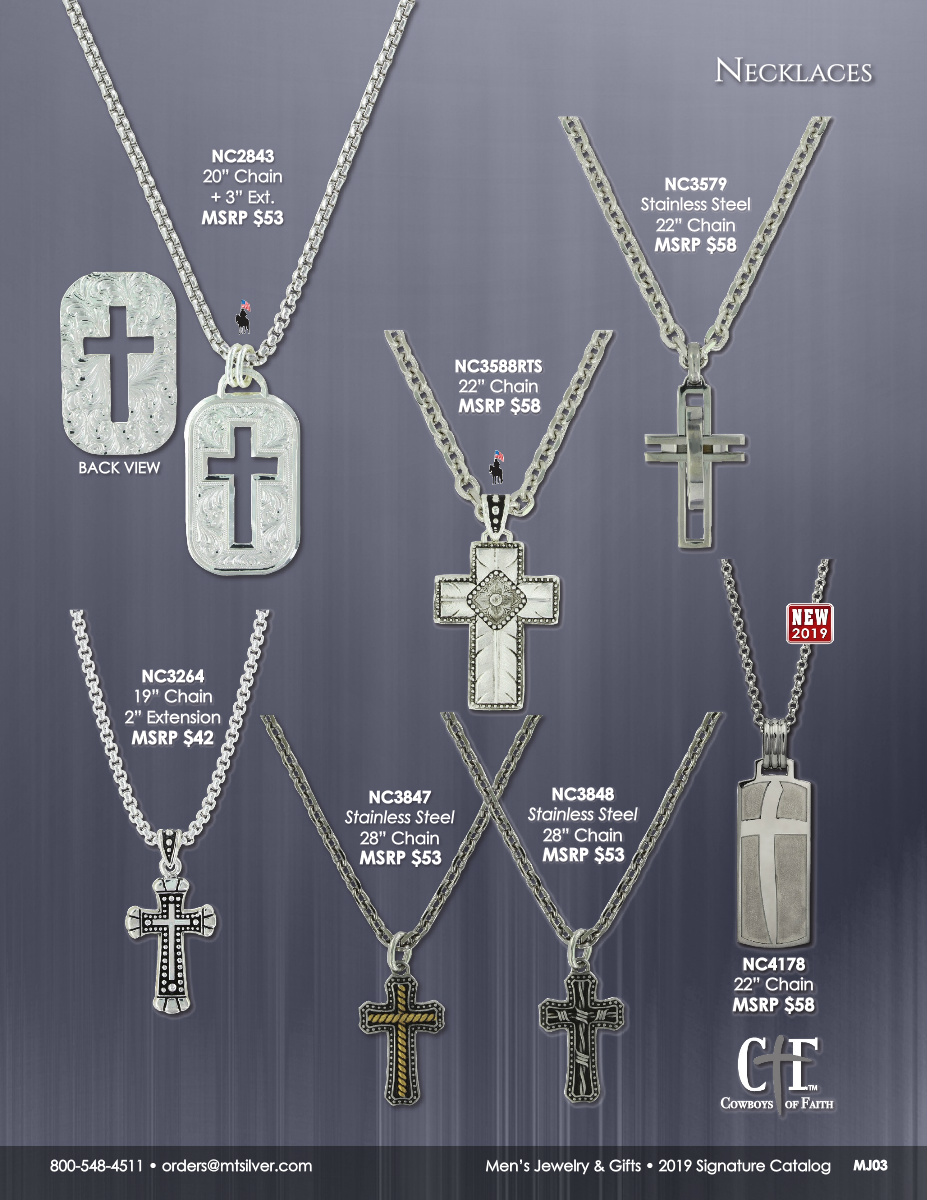 Necklaces
NC2843
20” Chain
+ 3” Ext.
MSRP $53
NC3579
Stainless Steel
22” Chain
MSRP $58
BACK VIEW
NC3588RTS
22” Chain
MSRP $58
NEW
2019
NC3264
19” Chain
2” Extension
MSRP $42
NC3847
Stainless Steel
28” Chain
MSRP $53
NC3848
Stainless Steel
28” Chain
MSRP $53
NC4178
22” Chain
MSRP $58
CF™
Cowboys of Faith
800-548-4511 • orders@mtsilver.com
Men’s Jewelry & Gifts • 2019 Signature Catalog MJ03